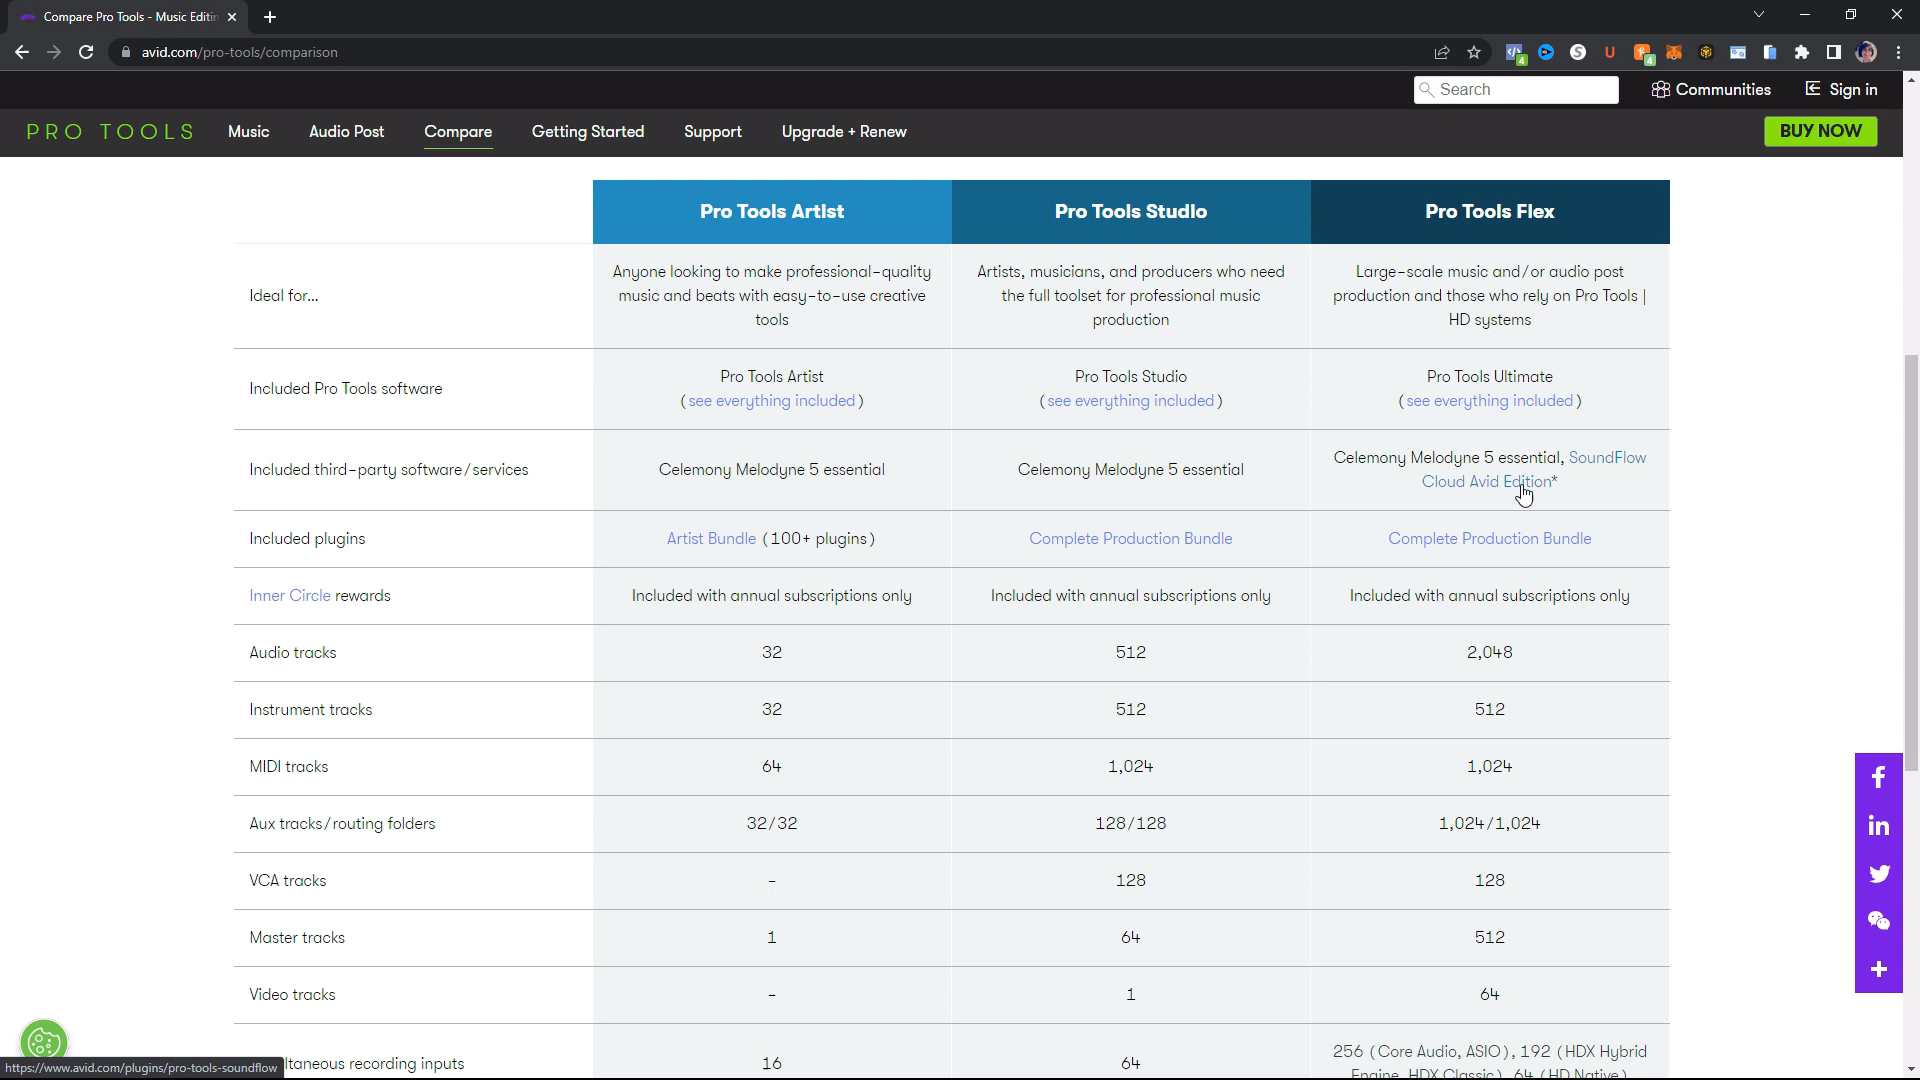 Compare Pro Tools - Music Editin
avid.com/pro-tools/comparison
4
4
Search
Communities
Sign in
PRO TOOLS
Music
Audio Post
Compare
Getting Started
Support
Upgrade + Renew
BUY NOW
Pro Tools Artist
Pro Tools Studio
Pro Tools Flex
Ideal for...
Anyone looking to make professional-quality
music and beats with easy-to-use creative
tools
Artists, musicians, and producers who need
the full toolset for professional music
production
Large-scale music and/or audio post
production and those who rely on Pro Tools |
HD systems
Included Pro Tools software
Pro Tools Artist
(see everything included)
Pro Tools Studio
(see everything included)
Pro Tools Ultimate
(see everything included)
Included third-party software/services
Celemony Melodyne 5 essential
Celemony Melodyne 5 essential
Celemony Melodyne 5 essential, SoundFlow
Cloud Avid Edition*
Included plugins
Artist Bundle (100+ plugins)
Complete Production Bundle
Complete Production Bundle
Inner Circle rewards
Included with annual subscriptions only
Included with annual subscriptions only
Included with annual subscriptions only
Audio tracks
32
512
2,048
Instrument tracks
32
512
512
MIDI tracks
64
1,024
1,024
Aux tracks/routing folders
32/32
128/128
1,024/1,024
VCA tracks
-
128
128
Master tracks
1
64
512
Video tracks
-
1
64
ltaneous recording inputs
16
64
256 (Core Audio, ASIO), 192 (HDX Hybrid
Engine, HDX Classic), 64 (HD Native)
https://www.avid.com/plugins/pro-tools-soundflow